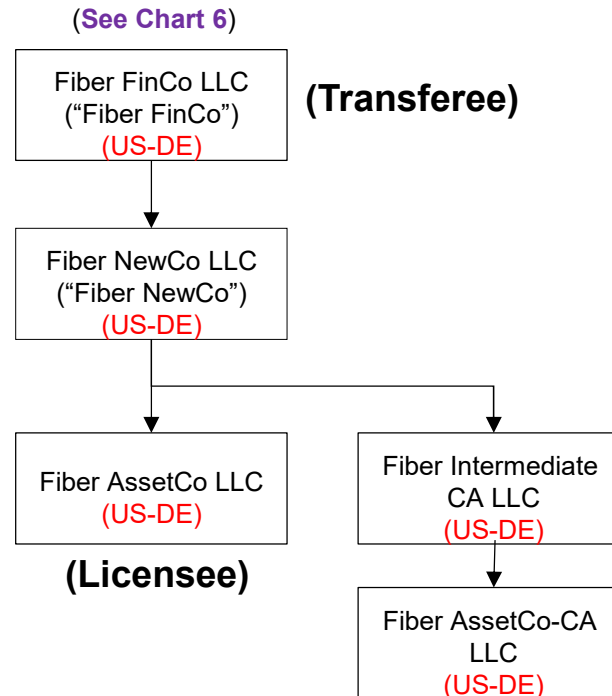 (See Chart 6)
Fiber FinCo LLC
(“Fiber FinCo”)
(US-DE)
(Transferee)
Fiber NewCo LLC
(“Fiber NewCo”)
(US-DE)
Fiber AssetCo LLC
(US-DE)
(Licensee)
Fiber Intermediate
CA LLC
(US-DE)
Fiber AssetCo-CA
LLC
(US-DE)